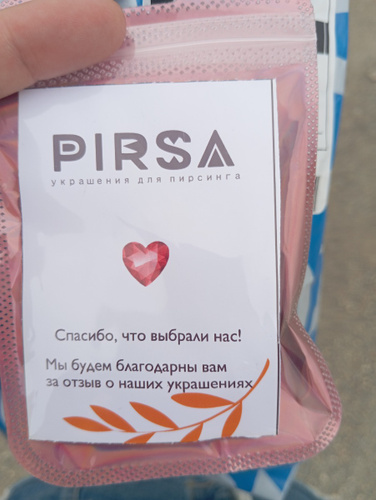 PIRSA
украшения для пирсинга
Спасибо, что выбрали нас!
Мы будем благодарны вам
за отзыв о наших украшениях